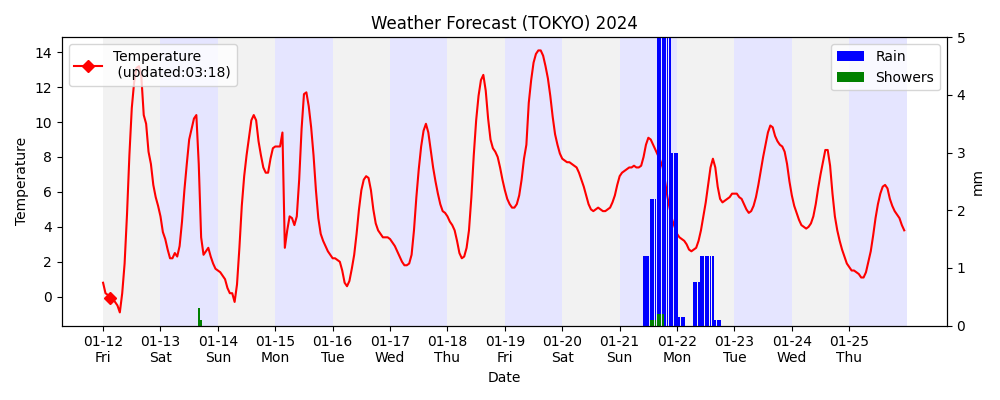 Weather Forecast (TOKYO) 2024
Temperature
(updated:03:18)
Rain
Showers
Temperature
14
12
10
8
6
4
2
0
5
4
3
2
1
0
mm
01-12 01-13 01-14 01-15 01-16 01-17 01-18 01-19 01-20 01-21 01-22 01-23 01-24 01-25
Fri Sat Sun Mon Tue Wed Thu Fri Sat Sun Mon Tue Wed Thu
Date